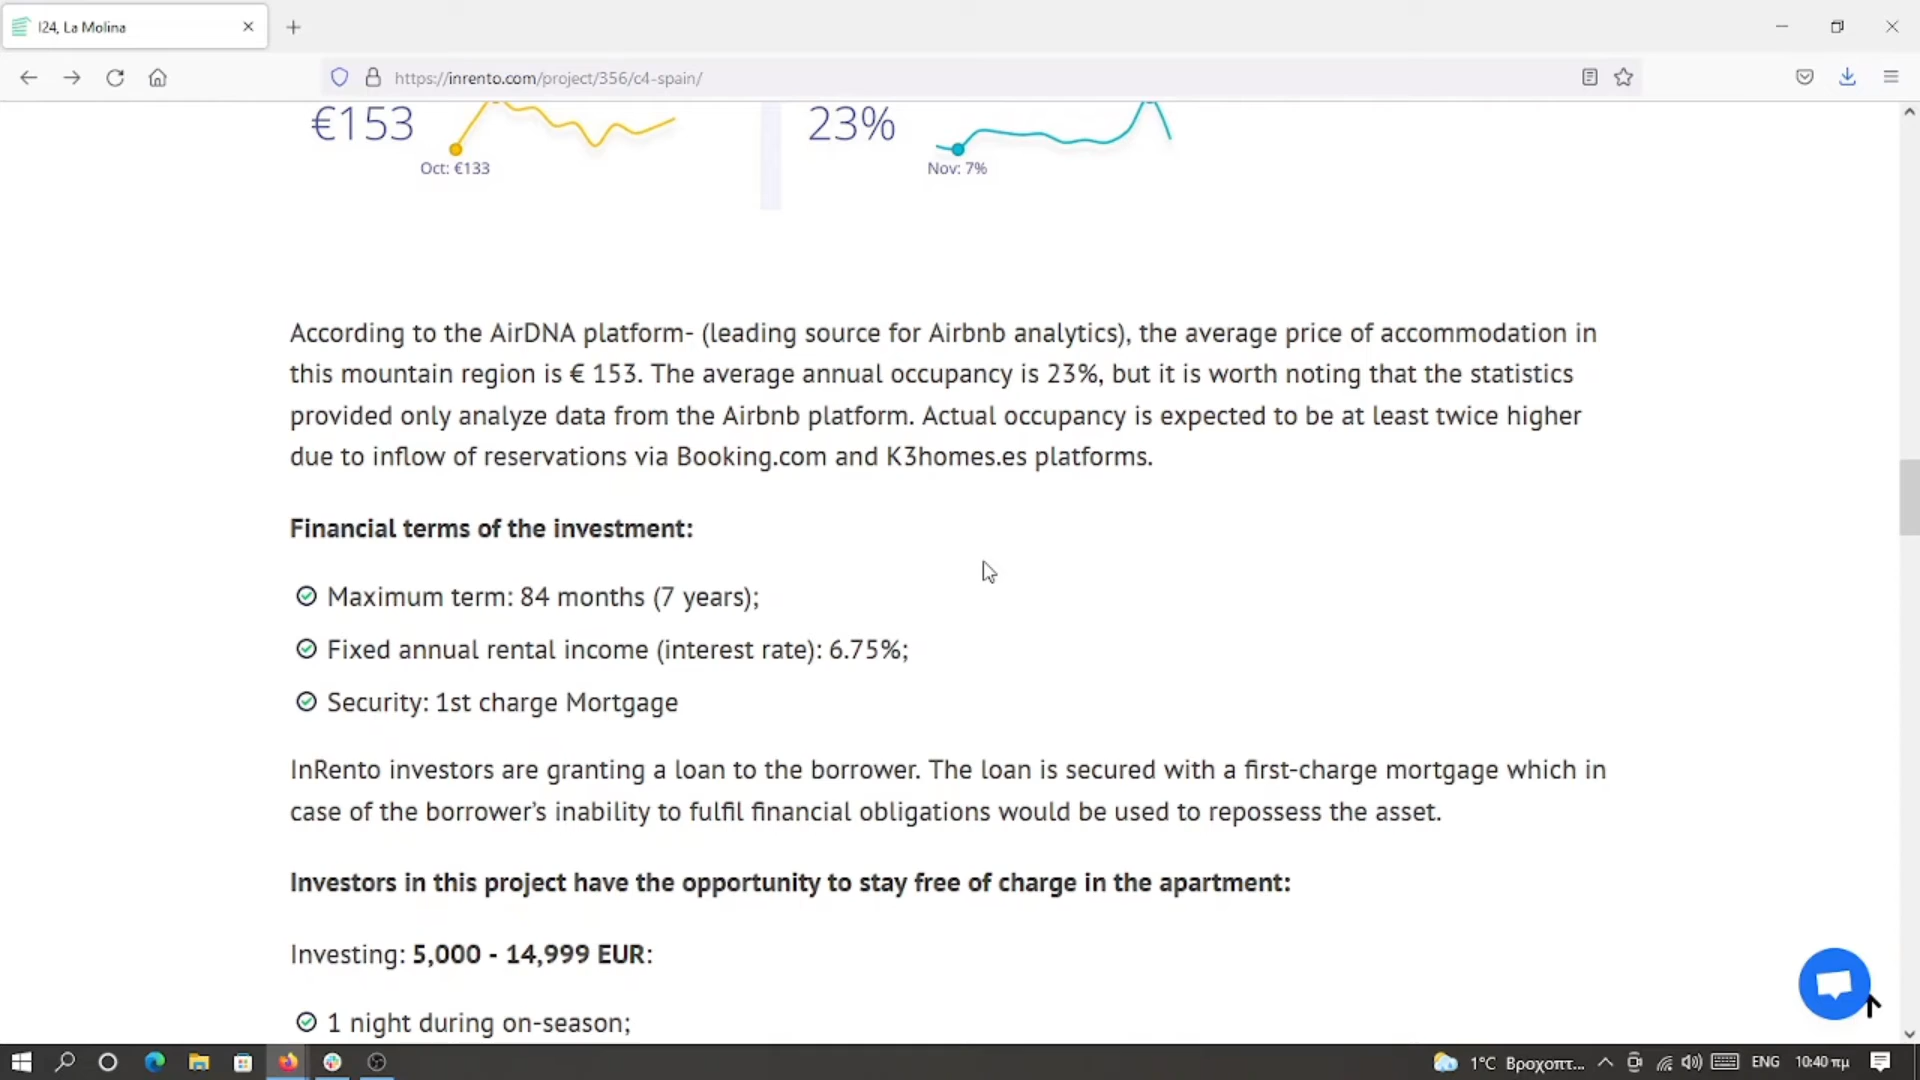 I24, La Molina
https://inrento.com/project/356/c4-spain/
€153
Oct: €133
23%
Nov: 7%
According to the AirDNA platform- (leading source for Airbnb analytics), the average price of accommodation in
this mountain region is € 153. The average annual occupancy is 23%, but it is worth noting that the statistics
provided only analyze data from the Airbnb platform. Actual occupancy is expected to be at least twice higher
due to inflow of reservations via Booking.com and K3homes.es platforms.
Financial terms of the investment:
Maximum term: 84 months (7 years);
Fixed annual rental income (interest rate): 6.75%;
Security: 1st charge Mortgage
InRento investors are granting a loan to the borrower. The loan is secured with a first-charge mortgage which in
case of the borrower’s inability to fulfil financial obligations would be used to repossess the asset.
Investors in this project have the opportunity to stay free of charge in the apartment:
Investing: 5,000 - 14,999 EUR:
1 night during on-season;
1°C Βροχοπτ... ENG 10:40 πμ